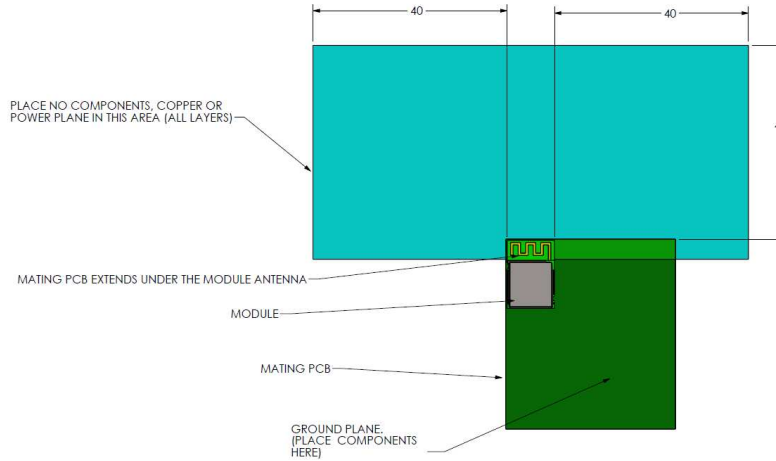 40
40
PLACE NO COMPONENTS, COPPER OR
POWER PLANE IN THIS AREA (ALL LAYERS)
MATING PCB EXTENDS UNDER THE MODULE ANTENNA
MODULE
MATING PCB
GROUND PLANE.
(PLACE COMPONENTS
HERE)